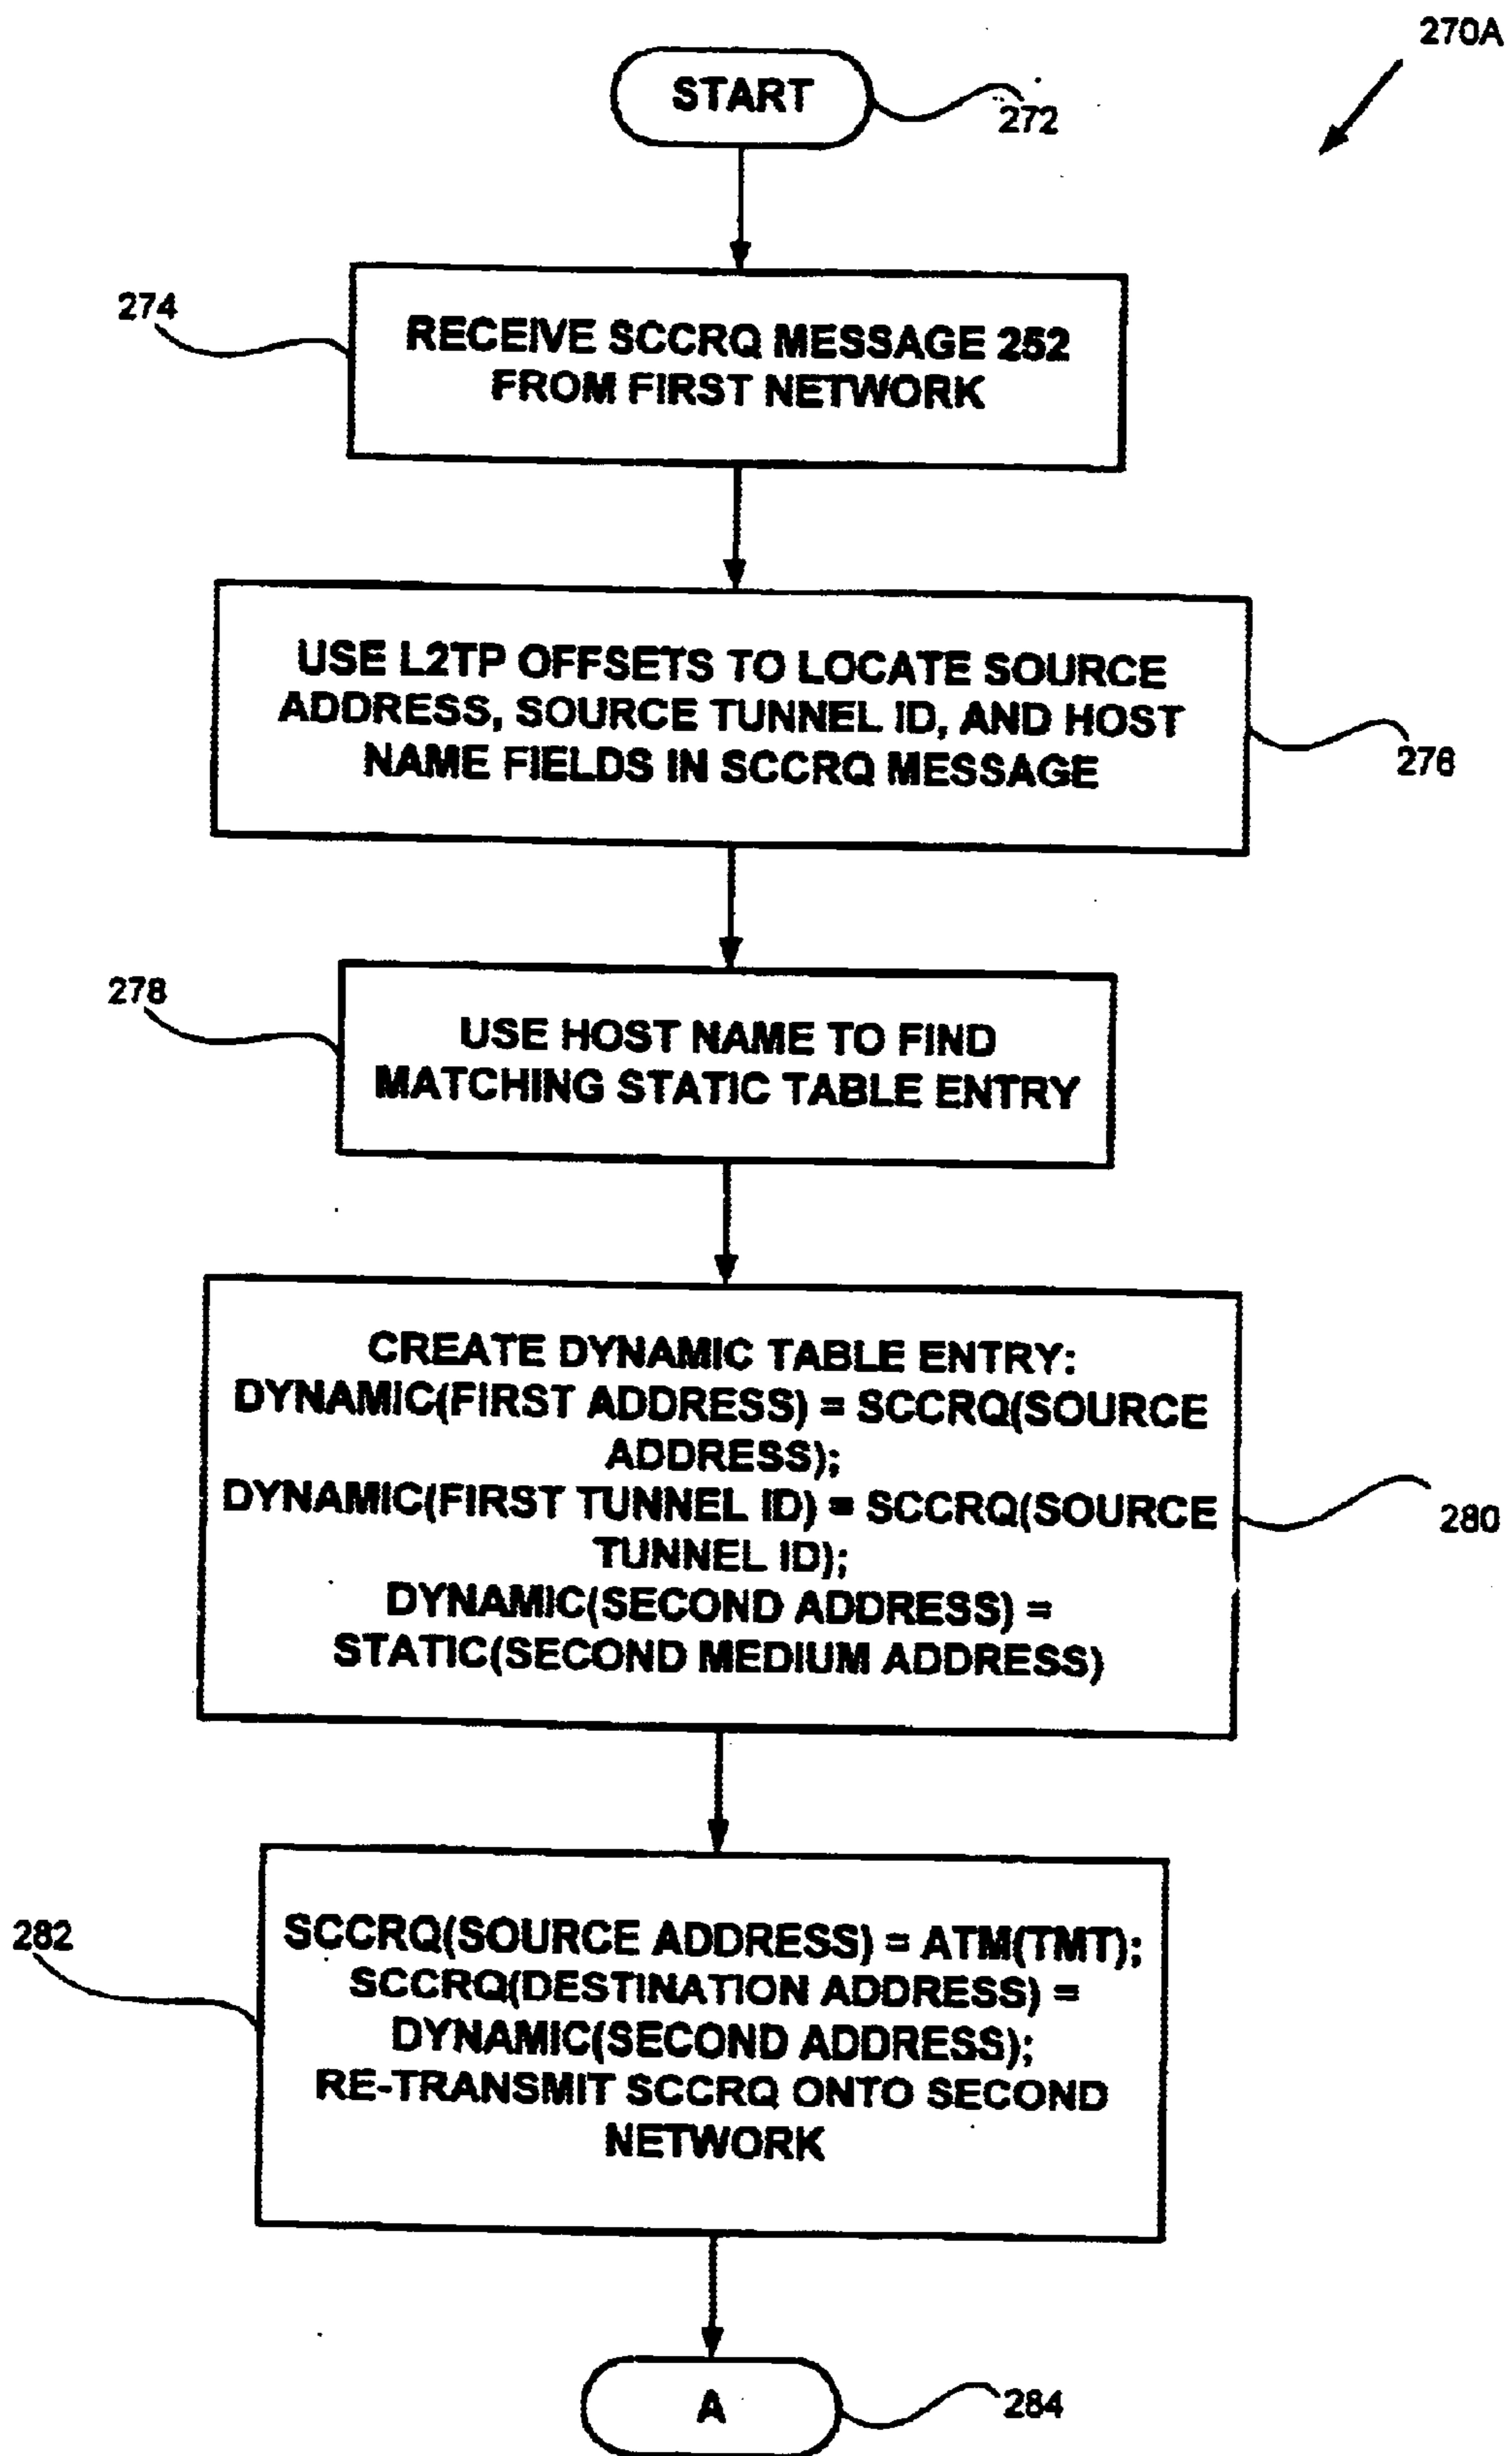 270A
START
272
274
RECEIVE SCCRQ MESSAGE 252
FROM FIRST NETWORK
USE L2TP OFFSETS TO LOCATE SOURCE
ADDRESS, SOURCE TUNNEL ID, AND HOST
NAME FIELDS IN SCCRQ MESSAGE
276
278
USE HOST NAME TO FIND
MATCHING STATIC TABLE ENTRY
CREATE DYNAMIC TABLE ENTRY:
DYNAMIC(FIRST ADDRESS) = SCCRQ(SOURCE
ADDRESS);
DYNAMIC(FIRST TUNNEL ID) = SCCRQ(SOURCE
TUNNEL ID);
DYNAMIC(SECOND ADDRESS) =
STATIC(SECOND MEDIUM ADDRESS)
280
282
SCCRQ(SOURCE ADDRESS) = ATM(TMT);
SCCRQ(DESTINATION ADDRESS) =
DYNAMIC(SECOND ADDRESS);
RE-TRANSMIT SCCRQ ONTO SECOND
NETWORK
A
284